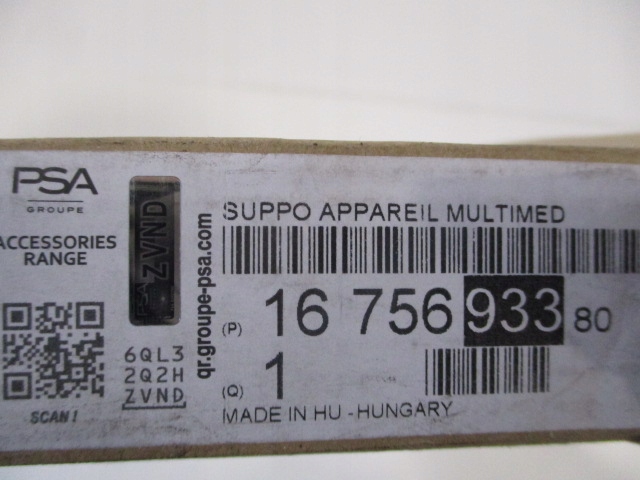 PSA
GROUPE
ACCESSORIES
RANGE
SCAN!
ZVND
6QL3
2Q2H
ZVND
qr.groupe-psa.com
SUPPO APPAREIL MULTIMED
(P) 16 756 933 80
(Q) 1
MADE IN HU - HUNGARY